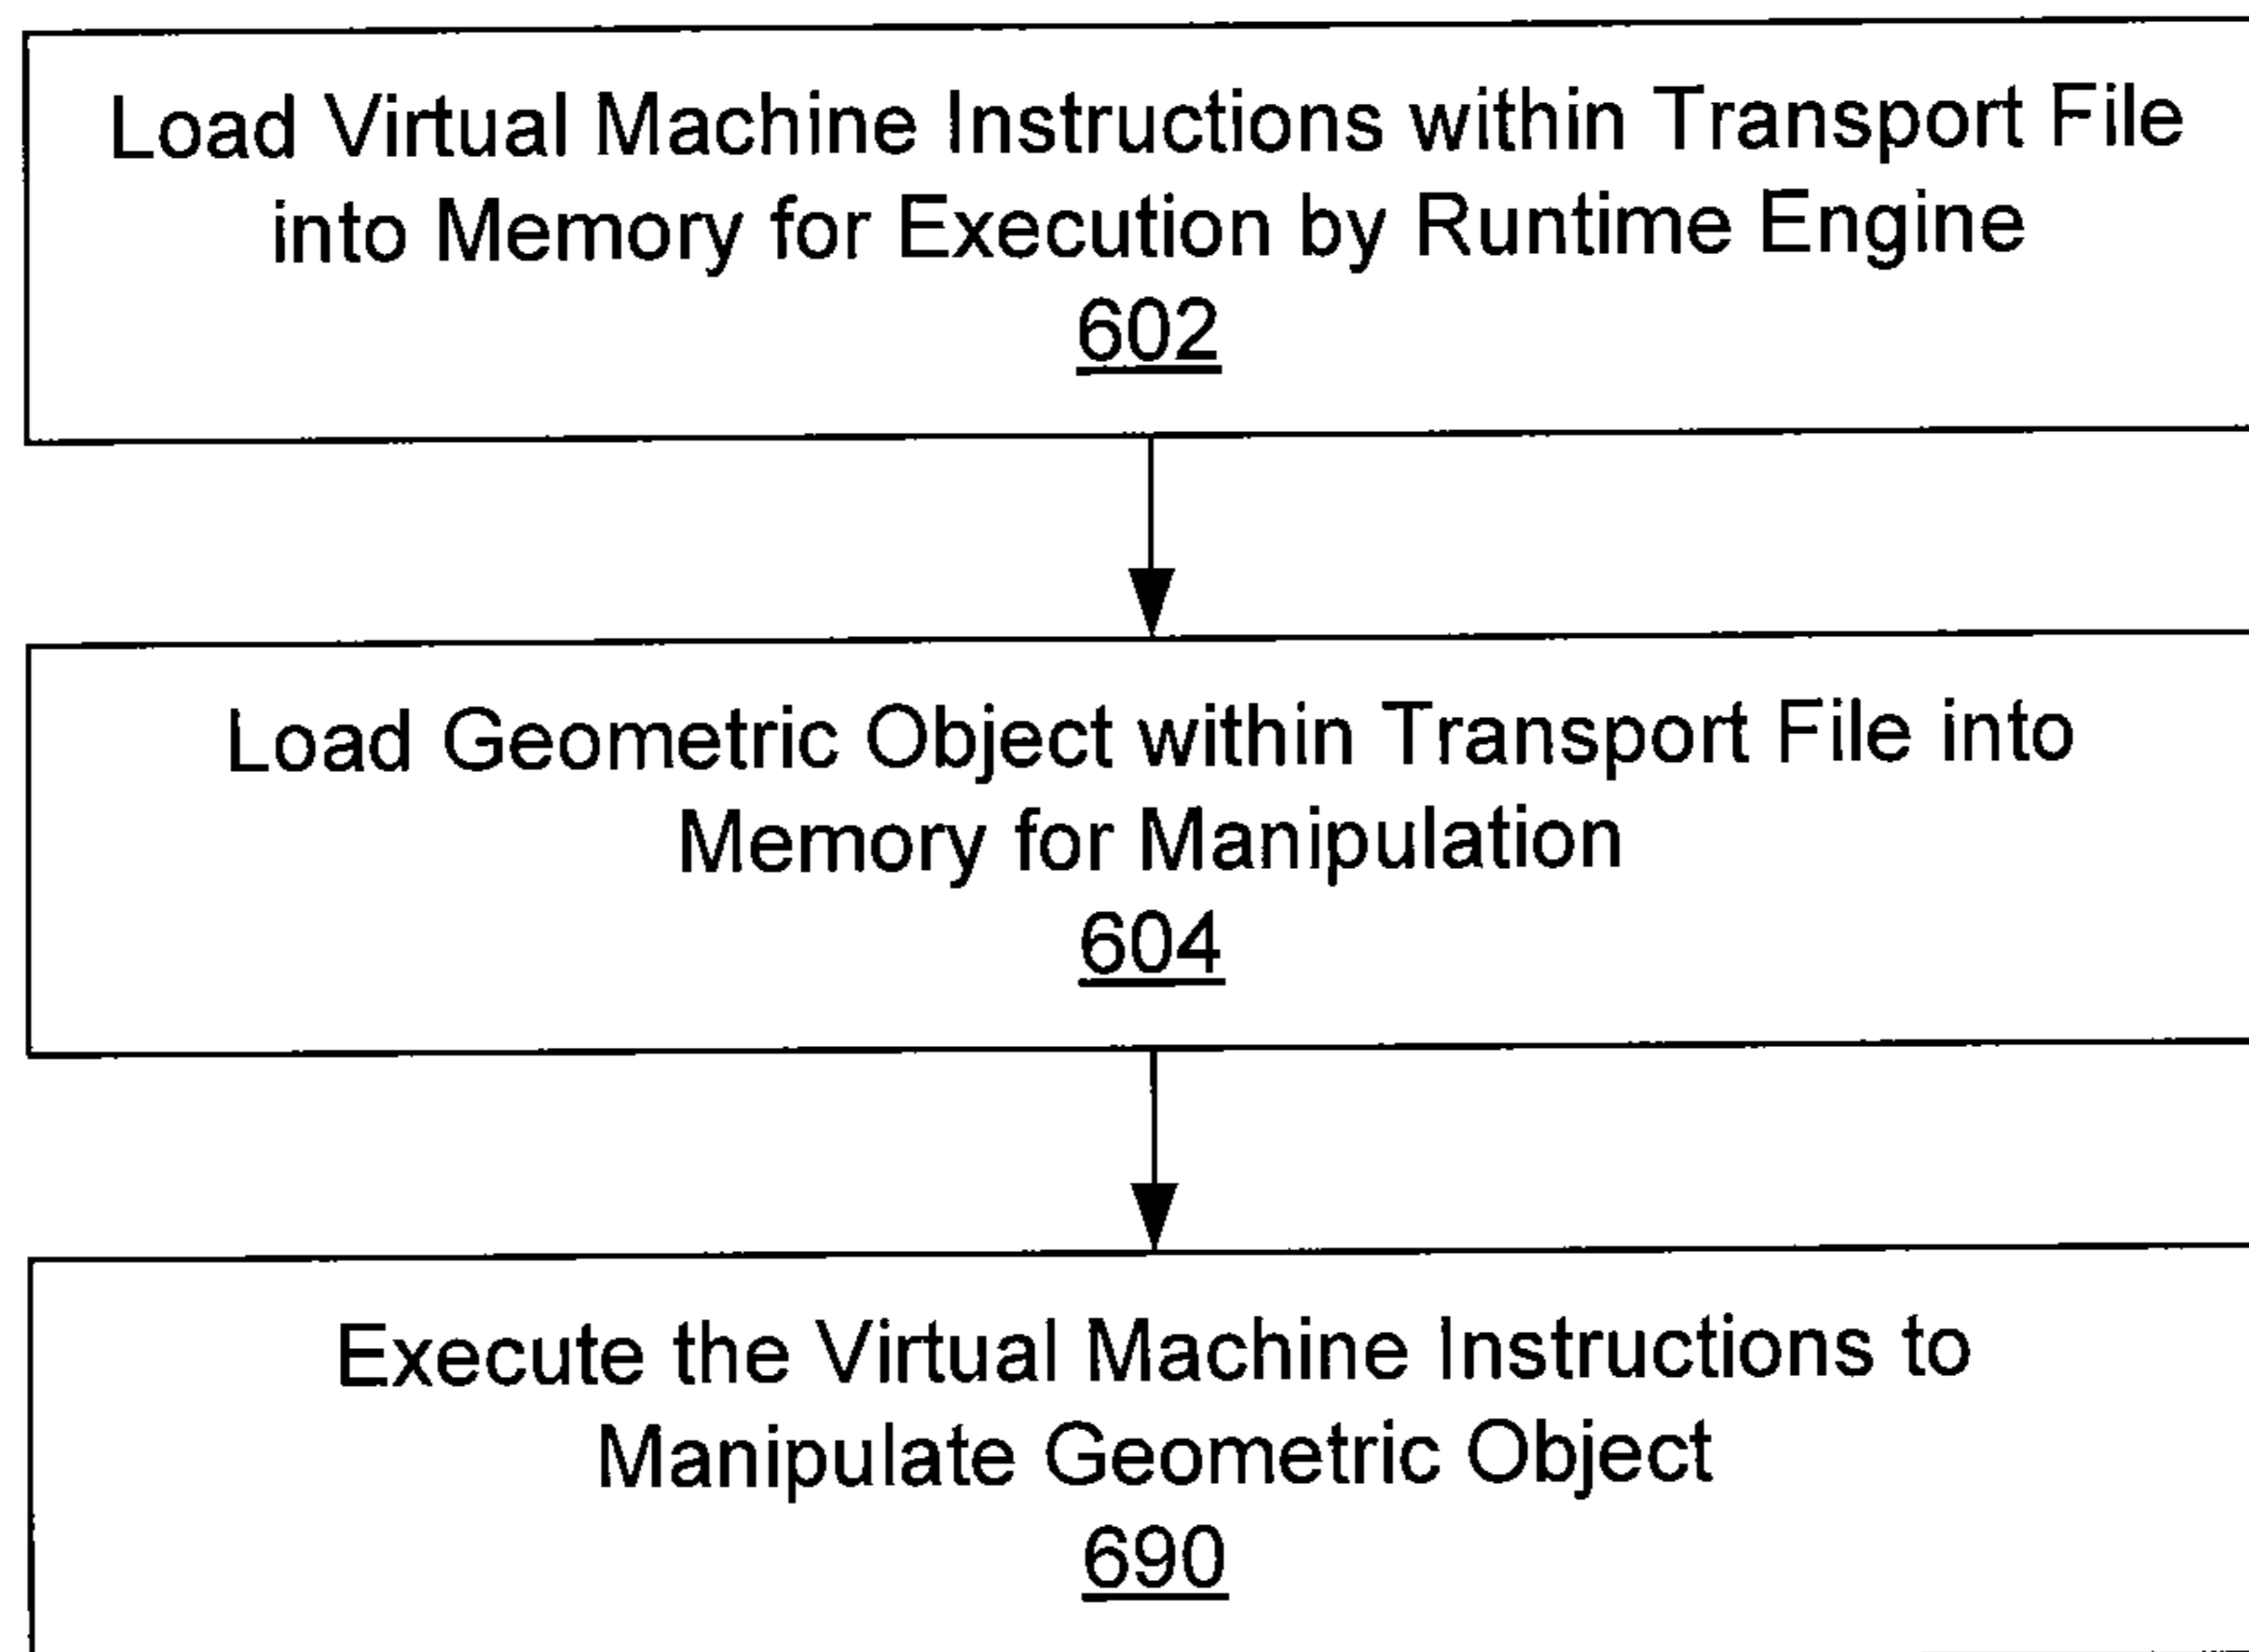 Load Virtual Machine Instructions within Transport File
into Memory for Execution by Runtime Engine
602
Load Geometric Object within Transport File into
Memory for Manipulation
604
Execute the Virtual Machine Instructions to
Manipulate Geometric Object
690